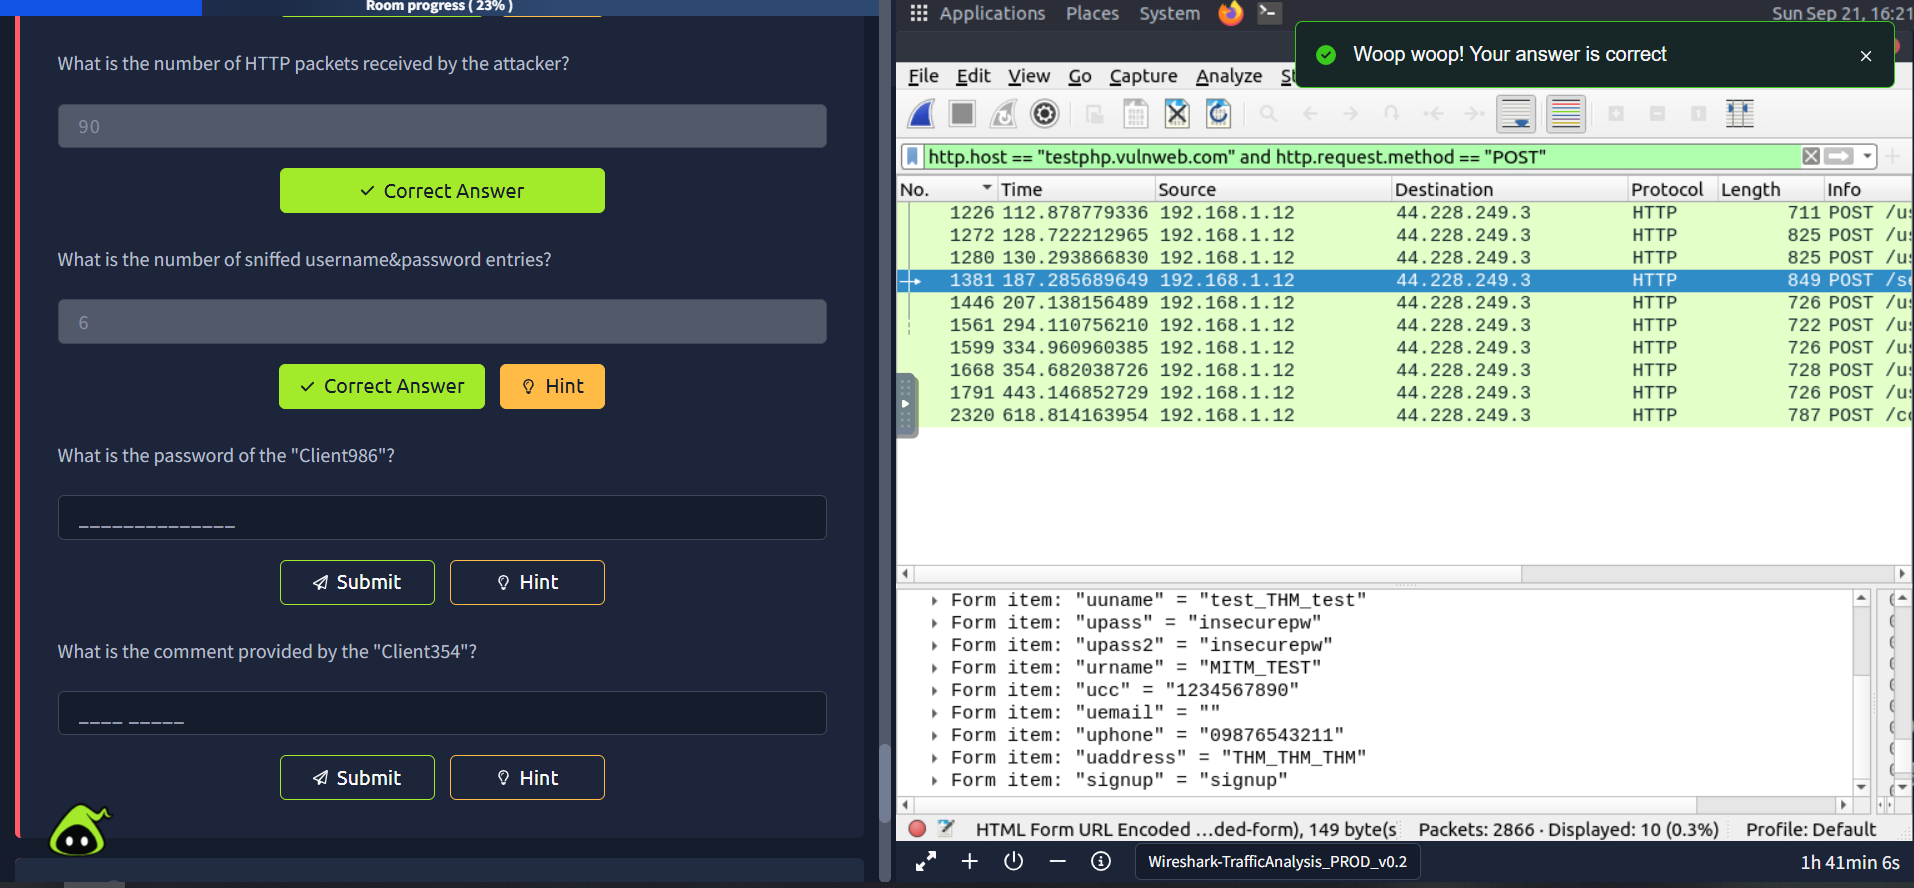 Room progress ( 23% )
What is the number of HTTP packets received by the attacker?
90
Correct Answer
What is the number of sniffed username&password entries?
6
Correct Answer
Hint
What is the password of the "Client986"?
______________
Submit
Hint
What is the comment provided by the "Client354"?
____ _____
Submit
Hint
Applications Places System
Sun Sep 21, 16:21
Woop woop! Your answer is correct
File Edit View Go Capture Analyze St
http.host == "testphp.vulnweb.com" and http.request.method == "POST"
No. Time Source Destination Protocol Length Info
1226 112.878779336 192.168.1.12 44.228.249.3 HTTP 711 POST /us
1272 128.722212965 192.168.1.12 44.228.249.3 HTTP 825 POST /us
1280 130.293866830 192.168.1.12 44.228.249.3 HTTP 825 POST /us
1381 187.285689649 192.168.1.12 44.228.249.3 HTTP 849 POST /se
1446 207.138156489 192.168.1.12 44.228.249.3 HTTP 726 POST /us
1561 294.110756210 192.168.1.12 44.228.249.3 HTTP 722 POST /us
1599 334.960960385 192.168.1.12 44.228.249.3 HTTP 726 POST /us
1668 354.682038726 192.168.1.12 44.228.249.3 HTTP 728 POST /us
1791 443.146852729 192.168.1.12 44.228.249.3 HTTP 726 POST /us
2320 618.814163954 192.168.1.12 44.228.249.3 HTTP 787 POST /co
Form item: "uuname" = "test_THM_test"
Form item: "upass" = "insecurepw"
Form item: "upass2" = "insecurepw"
Form item: "urname" = "MITM_TEST"
Form item: "ucc" = "1234567890"
Form item: "uemail" = ""
Form item: "uphone" = "09876543211"
Form item: "uaddress" = "THM_THM_THM"
Form item: "signup" = "signup"
HTML Form URL Encoded …ded-form), 149 byte(s Packets: 2866 · Displayed: 10 (0.3%) Profile: Default
Wireshark-TrafficAnalysis_PROD_v0.2
1h 41min 6s